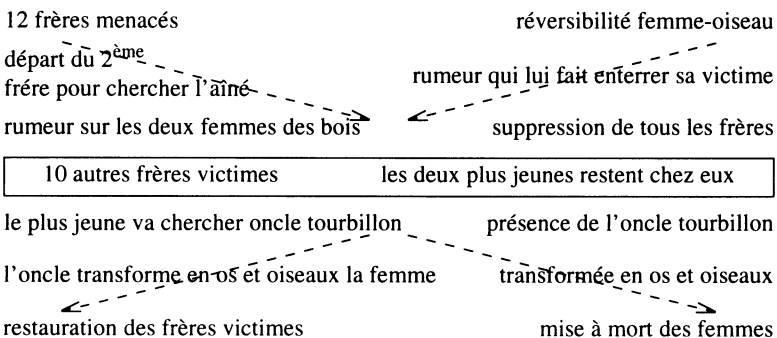 12 frères menacés réversibilité femme-oiseau
départ du 2ème
rumeur qui lui fait enterrer sa victime
frére pour chercher l'aîné
rumeur sur les deux femmes des bois suppression de tous les frères
10 autres frères victimes les deux plus jeunes restent chez eux
le plus jeune va chercher oncle tourbillon présence de l'oncle tourbillon
l'oncle transforme en os et oiseaux la femme transformée en os et oiseaux
restauration des frères victimes mise à mort des femmes